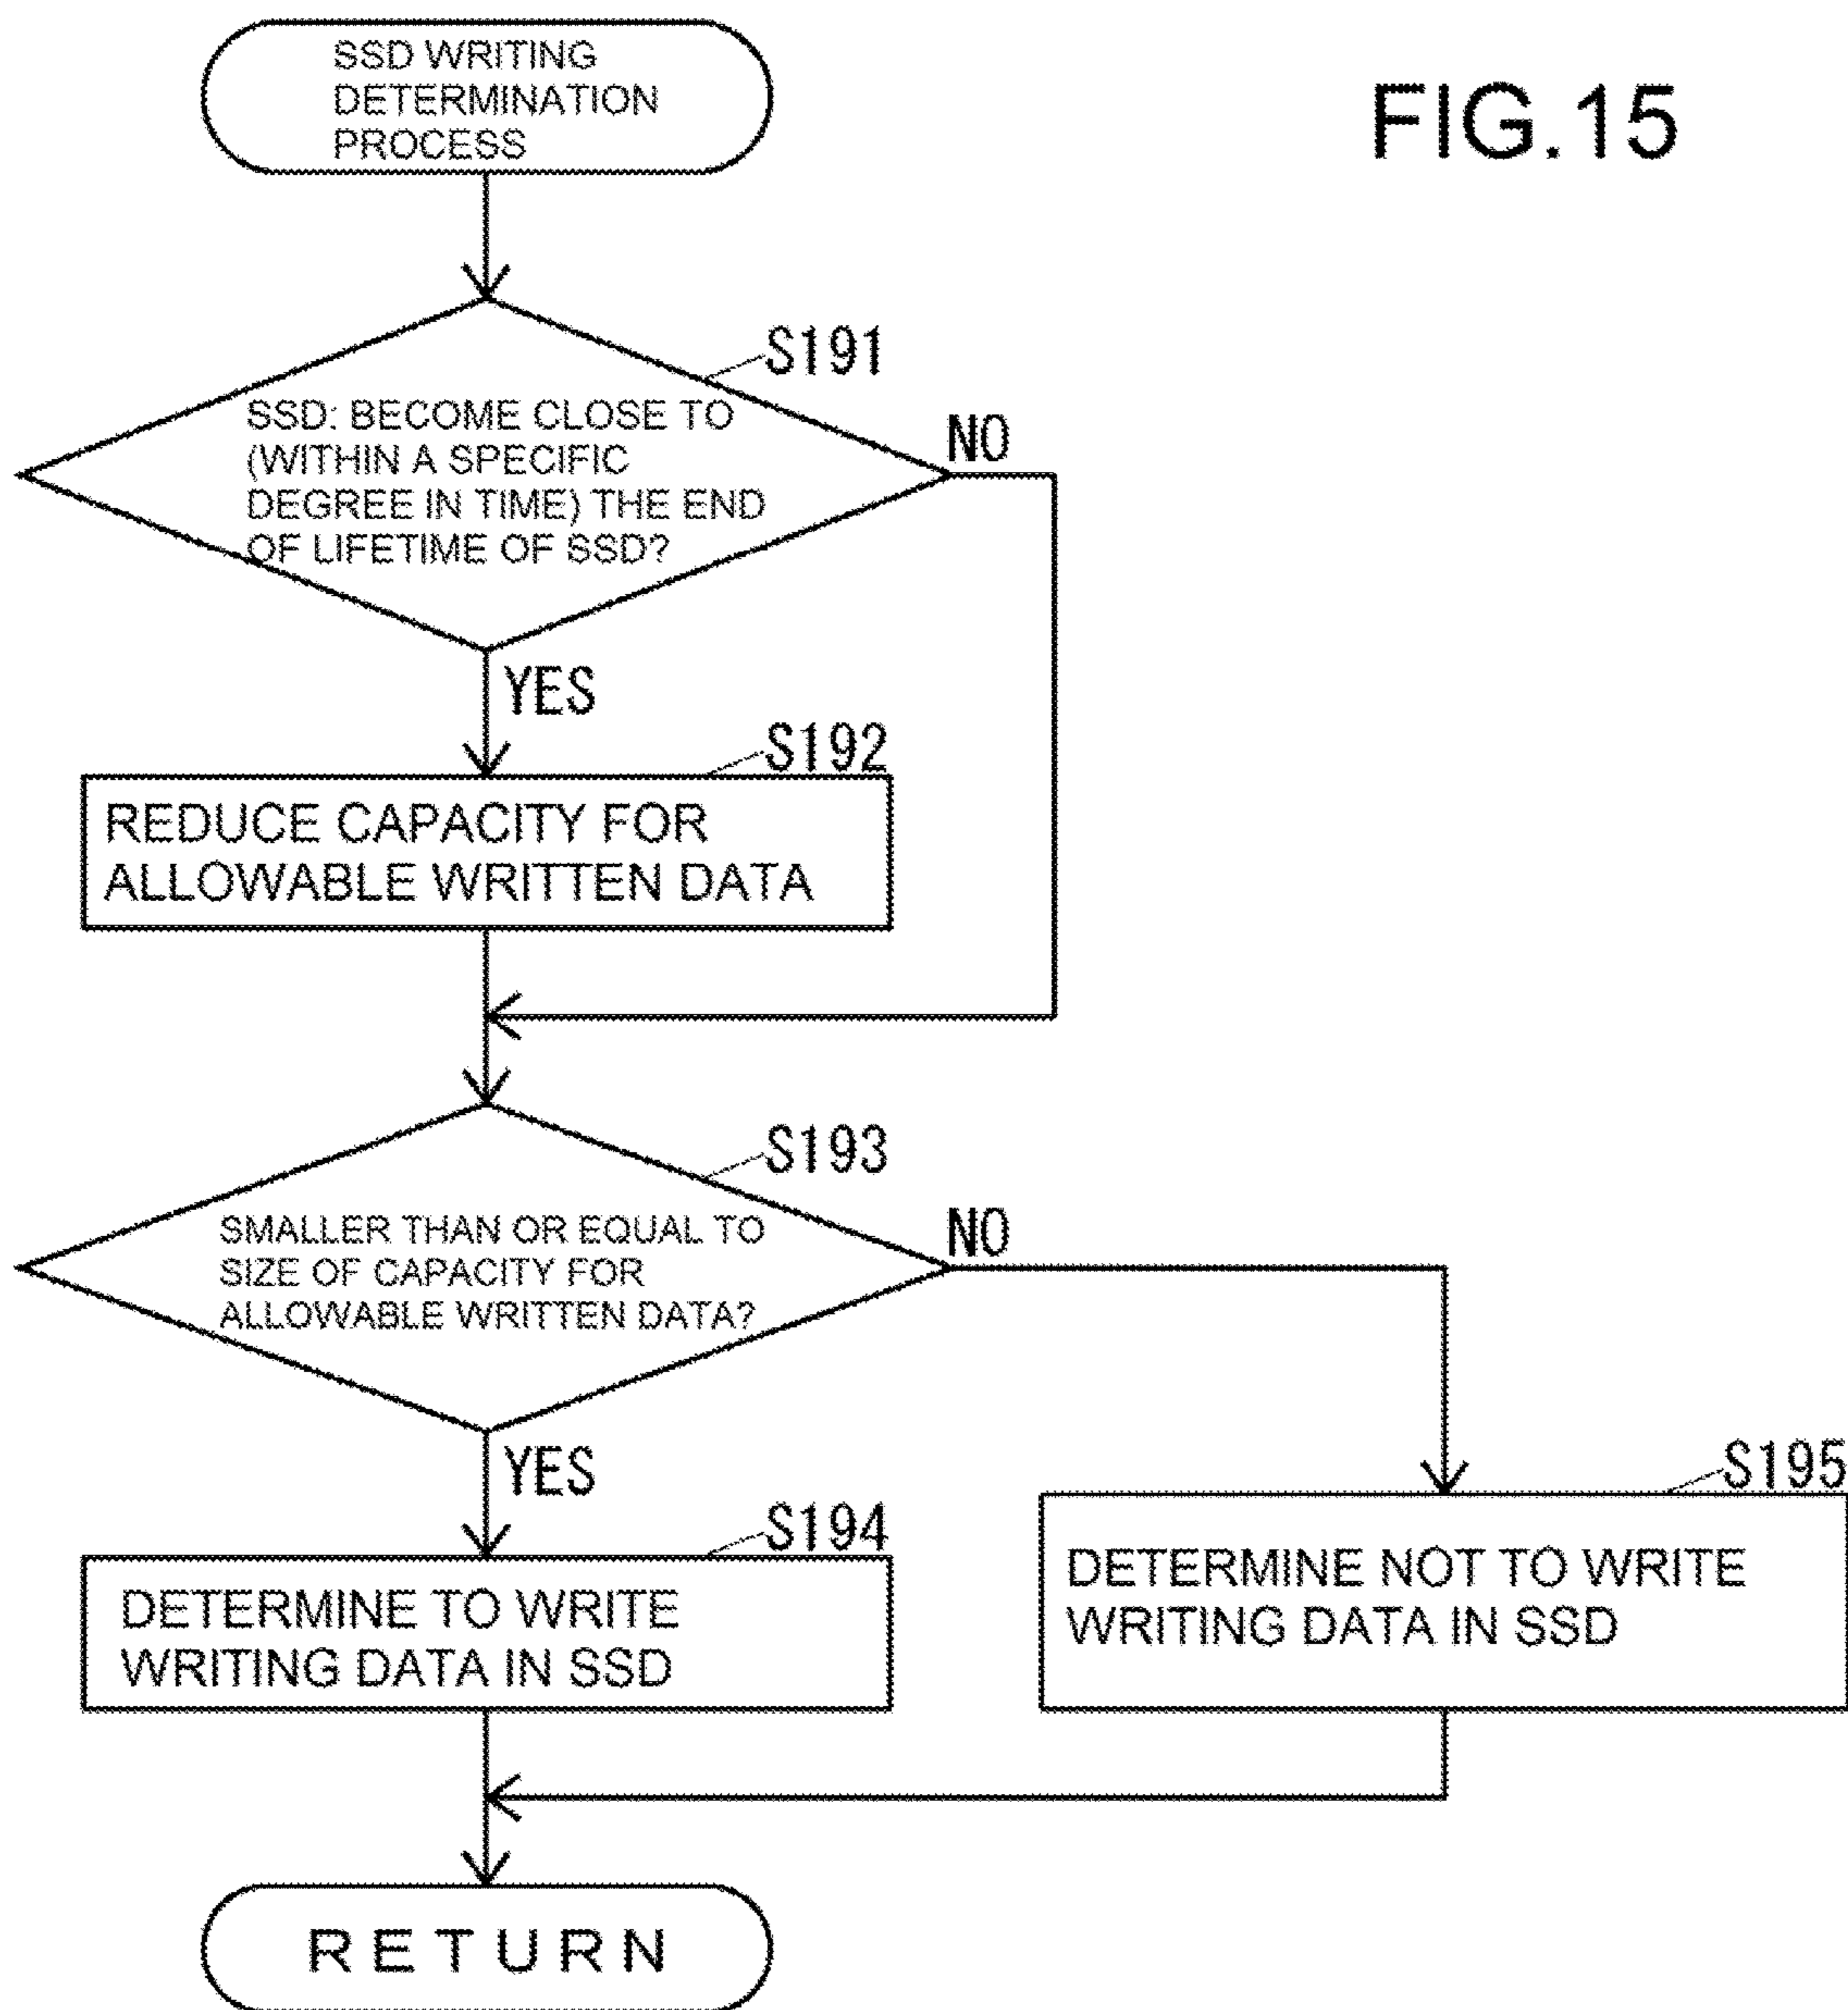 SSD WRITING
DETERMINATION
PROCESS
FIG.15
S191
SSD: BECOME CLOSE TO
(WITHIN A SPECIFIC
DEGREE IN TIME) THE END
OF LIFETIME OF SSD?
NO
YES
S192
REDUCE CAPACITY FOR
ALLOWABLE WRITTEN DATA
S193
SMALLER THAN OR EQUAL TO
SIZE OF CAPACITY FOR
ALLOWABLE WRITTEN DATA?
NO
YES
S194
DETERMINE TO WRITE
WRITING DATA IN SSD
S195
DETERMINE NOT TO WRITE
WRITING DATA IN SSD
RETURN